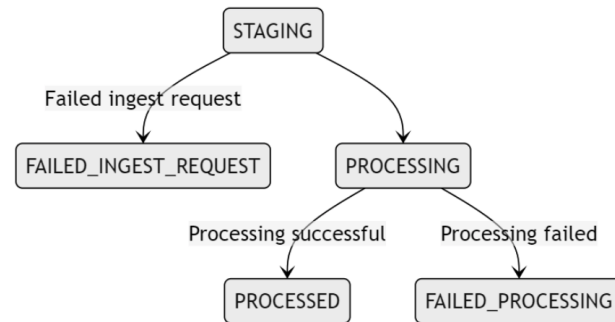 STAGING
Failed ingest request
FAILED_INGEST_REQUEST
PROCESSING
Processing successful
Processing failed
PROCESSED
FAILED_PROCESSING